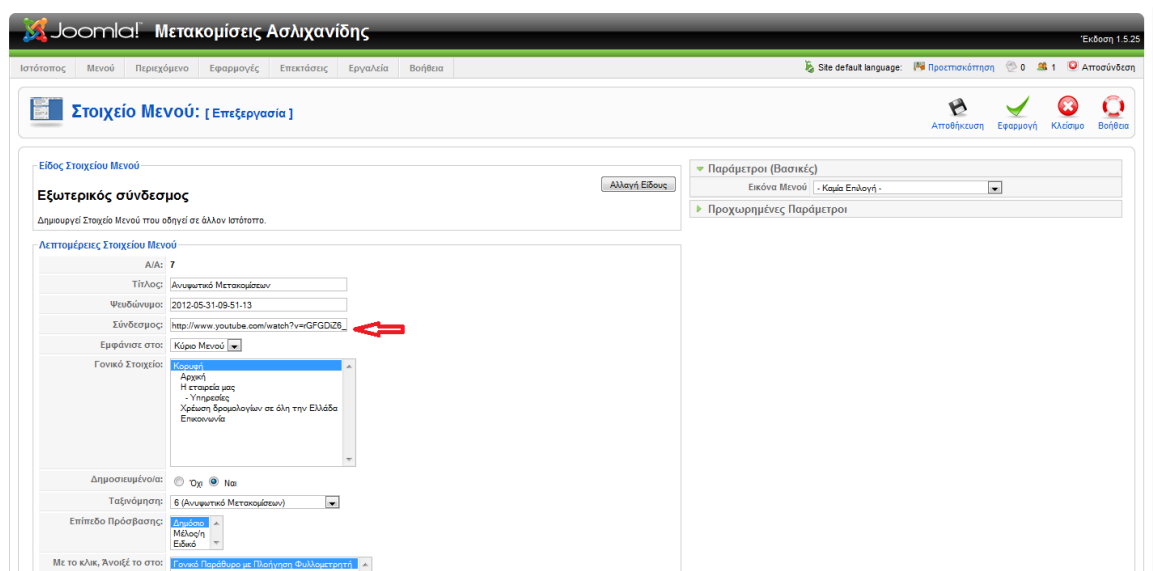 Joomla! Μετακομίσεις Ασλιχανίδης
Έκδοση 1.5.25
Ιστότοπος Μενού Περιεχόμενο Εφαρμογές Επεκτάσεις Εργαλεία Βοήθεια Site default language: Προεπισκόπηση 0 1 Αποσύνδεση
Στοιχείο Μενού: [ Επεξεργασία ]
Αποθήκευση Εφαρμογή Κλείσιμο Βοήθεια
Είδος Στοιχείου Μενού
Αλλαγή Είδους
Εξωτερικός σύνδεσμος
Δημιουργεί Στοιχείο Μενού που οδηγεί σε άλλον Ιστότοπο.
Παράμετροι (Βασικές)
Εικόνα Μενού - Καμία Επιλογή -
Προχωρημένες Παράμετροι
Λεπτομέρειες Στοιχείου Μενού
Α/Α: 7
Τίτλος: Ανυψωτικό Μετακομίσεων
Ψευδώνυμο: 2012-05-31-09-51-13
Σύνδεσμος: http://www.youtube.com/watch?v=rGFGDiZ6_
Εμφάνισε στο: Κύριο Μενού
Γονικό Στοιχείο: Κορυφή
Αρχική
Η εταιρεία μας
- Υπηρεσίες
Χρέωση δρομολογίων σε όλη την Ελλάδα
Επικοινωνία
Δημοσιευμένο/α: Όχι Ναι
Ταξινόμηση: 6 (Ανυψωτικό Μετακομίσεων)
Επίπεδο Πρόσβασης: Δημόσιο
Μέλος/η
Ειδικό
Με το κλικ, Άνοιξέ το στο: Γονικό Παράθυρο με Πλοήγηση Φυλλομετρητή